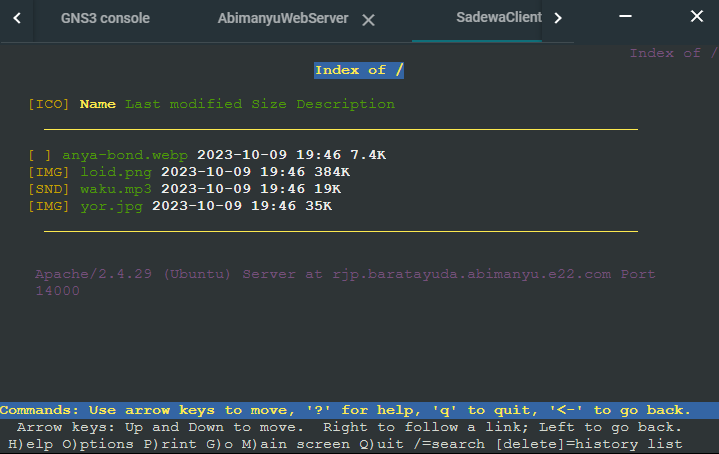 GNS3 console AbimanyuWebServer SadewaClient
Index of /
Index of /
[ICO] Name Last modified Size Description
[ ] anya-bond.webp 2023-10-09 19:46 7.4K
[IMG] loid.png 2023-10-09 19:46 384K
[SND] waku.mp3 2023-10-09 19:46 19K
[IMG] yor.jpg 2023-10-09 19:46 35K
Apache/2.4.29 (Ubuntu) Server at rjp.baratayuda.abimanyu.e22.com Port
14000
Commands: Use arrow keys to move, '?' for help, 'q' to quit, '<-' to go back.
Arrow keys: Up and Down to move.  Right to follow a link; Left to go back.
H)elp O)ptions P)rint G)o M)ain screen Q)uit /=search [delete]=history list